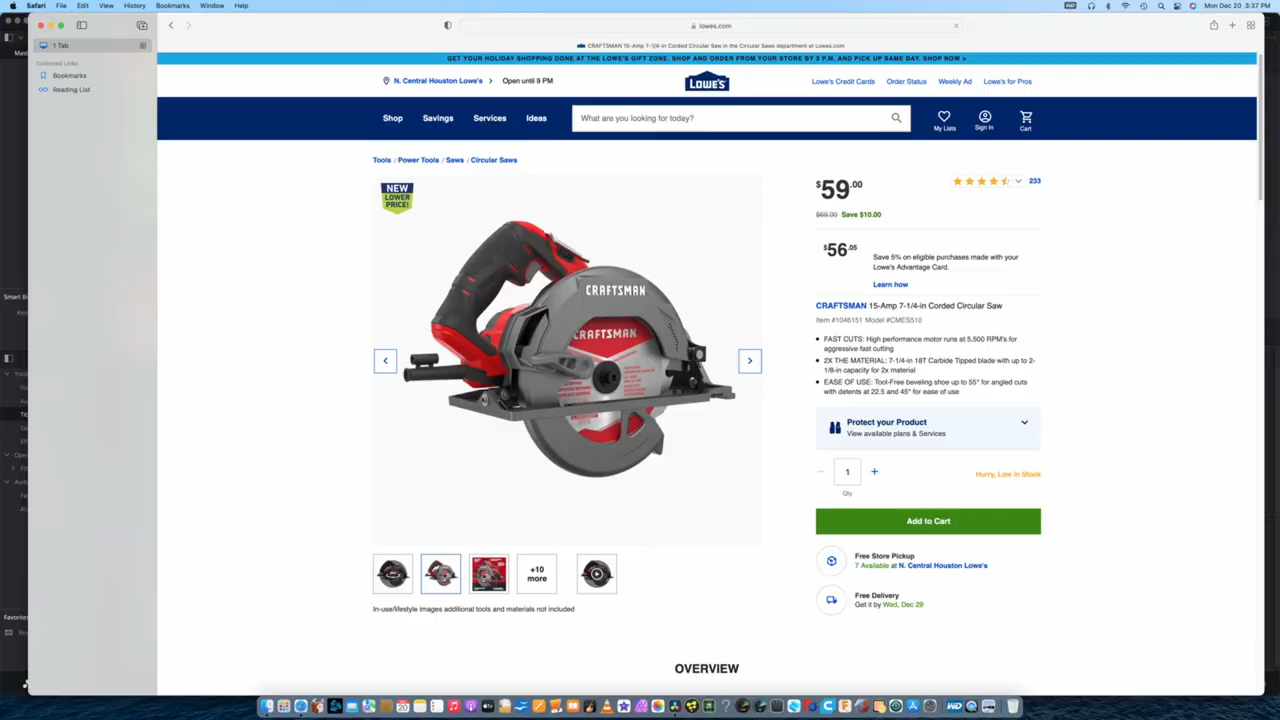 Safari File Edit View History Bookmarks Window Help
Mon Dec 20 3:37 PM
1 Tab
lowes.com
CRAFTSMAN 15-Amp 7-1/4-in Corded Circular Saw in the Circular Saws department at Lowes.com
Collected Links
Bookmarks
Reading List
GET YOUR HOLIDAY SHOPPING DONE AT THE LOWE'S GIFT ZONE. SHOP AND ORDER FROM YOUR STORE BY 3 P.M. AND PICK UP SAME DAY. SHOP NOW >
N. Central Houston Lowe's > Open until 9 PM
LOWE'S
Lowe's Credit Cards Order Status Weekly Ad Lowe's for Pros
Shop Savings Services Ideas
What are you looking for today?
My Lists Sign In Cart
Tools / Power Tools / Saws / Circular Saws
NEW
LOWER
PRICE!
CRAFTSMAN
CRAFTSMAN
$59.00
233
$69.00 Save $10.00
$56.05
Save 5% on eligible purchases made with your
Lowe's Advantage Card.
Learn how
CRAFTSMAN 15-Amp 7-1/4-in Corded Circular Saw
Item #1046151 Model #CMES510
FAST CUTS: High performance motor runs at 5,500 RPM's for
aggressive fast cutting
2X THE MATERIAL: 7-1/4-in 18T Carbide Tipped blade with up to 2-
1/8-in capacity for 2x material
EASE OF USE: Tool-Free beveling shoe up to 55° for angled cuts
with detents at 22.5 and 45° for ease of use
Protect your Product
View available plans & Services
1
Qty
Hurry, Low in Stock
Add to Cart
Free Store Pickup
7 Available at N. Central Houston Lowe's
Free Delivery
Get it by Wed, Dec 29
+10
more
In-use/lifestyle images additional tools and materials not included
OVERVIEW
Smart Bi
Favorites